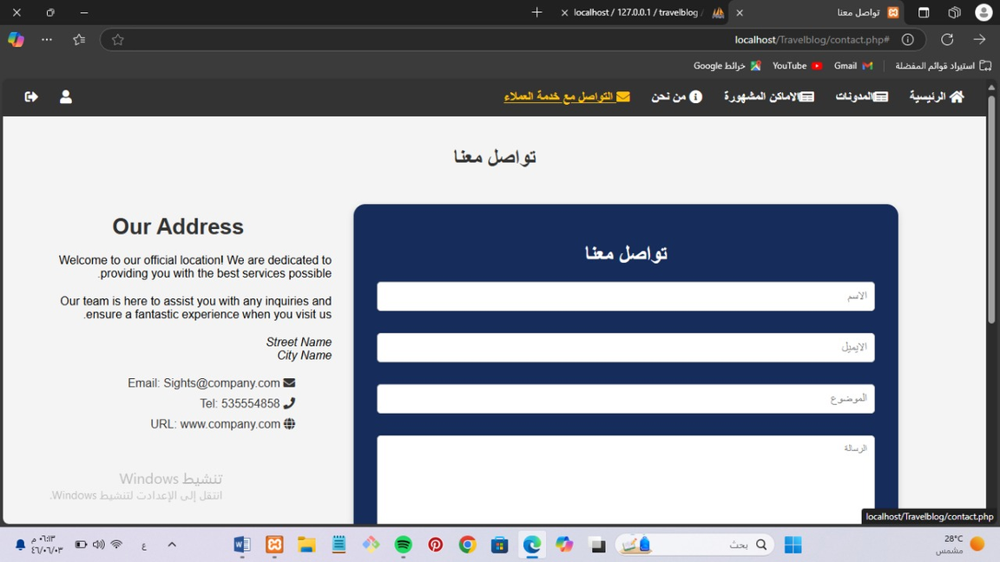 تواصل معنا
localhost / 127.0.0.1 / travelblog
localhost/Travelblog/contact.php#
استيراد قوائم المفضلة
Gmail
YouTube
خرائط Google
الرئيسية
المدونات
الاماكن المشهورة
من نحن
التواصل مع خدمة العملاء
تواصل معنا
تواصل معنا
الاسم
الايميل
الموضوع
الرسالة
Our Address
Welcome to our official location! We are dedicated to
.providing you with the best services possible
Our team is here to assist you with any inquiries and
.ensure a fantastic experience when you visit us
Street Name
City Name
Email: Sights@company.com
Tel: 535554858
URL: www.company.com
تنشيط Windows
انتقل إلى الإعدادت لتنشيط Windows.
localhost/Travelblog/contact.php
28°C
مشمس
بحث
ع
٠٦:١٣ م
٤٦/٠٦/٠٣